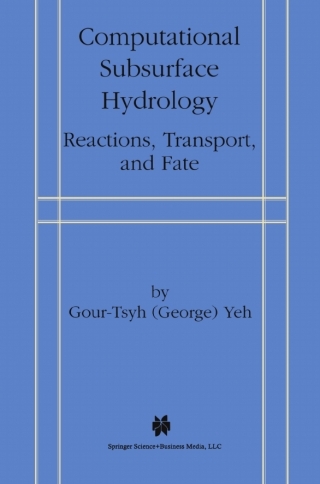 Computational
Subsurface
Hydrology
Reactions, Transport,
and Fate
by
Gour-Tsyh (George) Yeh
Springer Science+Business Media, LLC